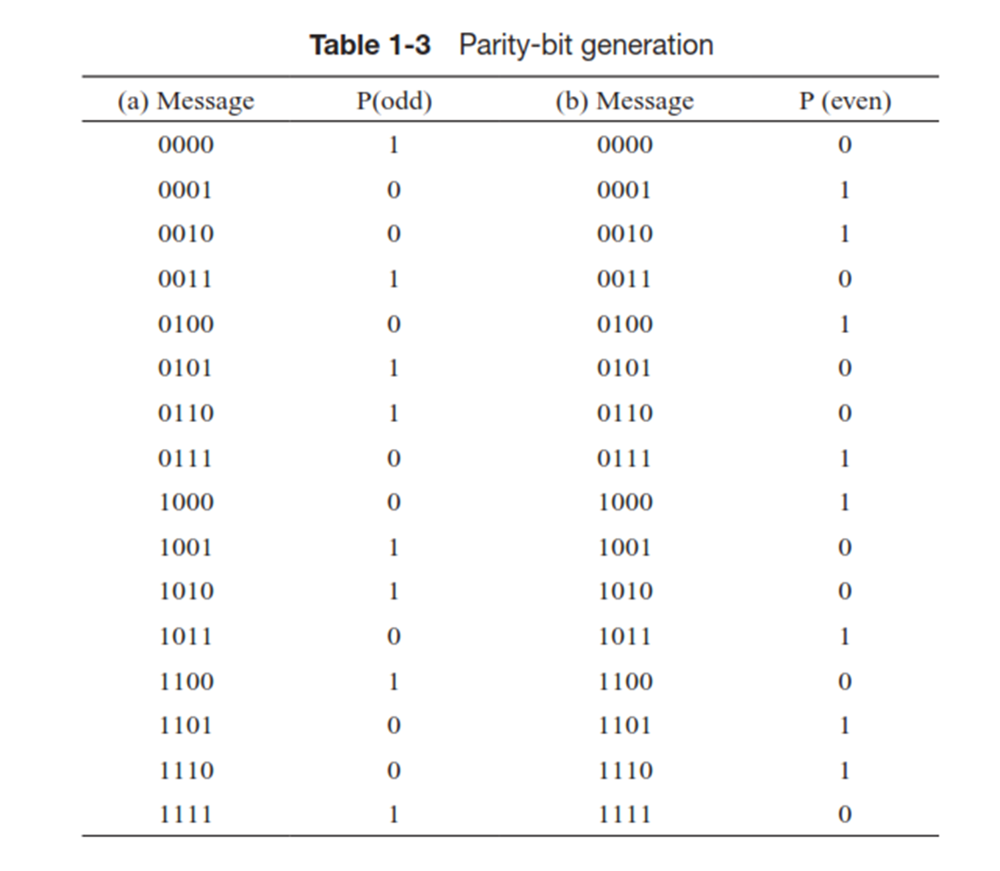 Table 1-3 Parity-bit generation
(a) Message P(odd) (b) Message P (even)
0000 1 0000 0
0001 0 0001 1
0010 0 0010 1
0011 1 0011 0
0100 0 0100 1
0101 1 0101 0
0110 1 0110 0
0111 0 0111 1
1000 0 1000 1
1001 1 1001 0
1010 1 1010 0
1011 0 1011 1
1100 1 1100 0
1101 0 1101 1
1110 0 1110 1
1111 1 1111 0